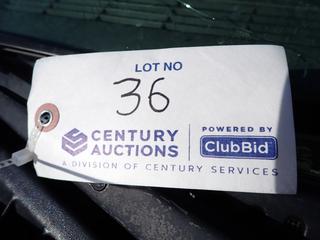 LOT NO
36
CENTURY
AUCTIONS
POWERED BY
ClubBid
A DIVISION OF CENTURY SERVICES